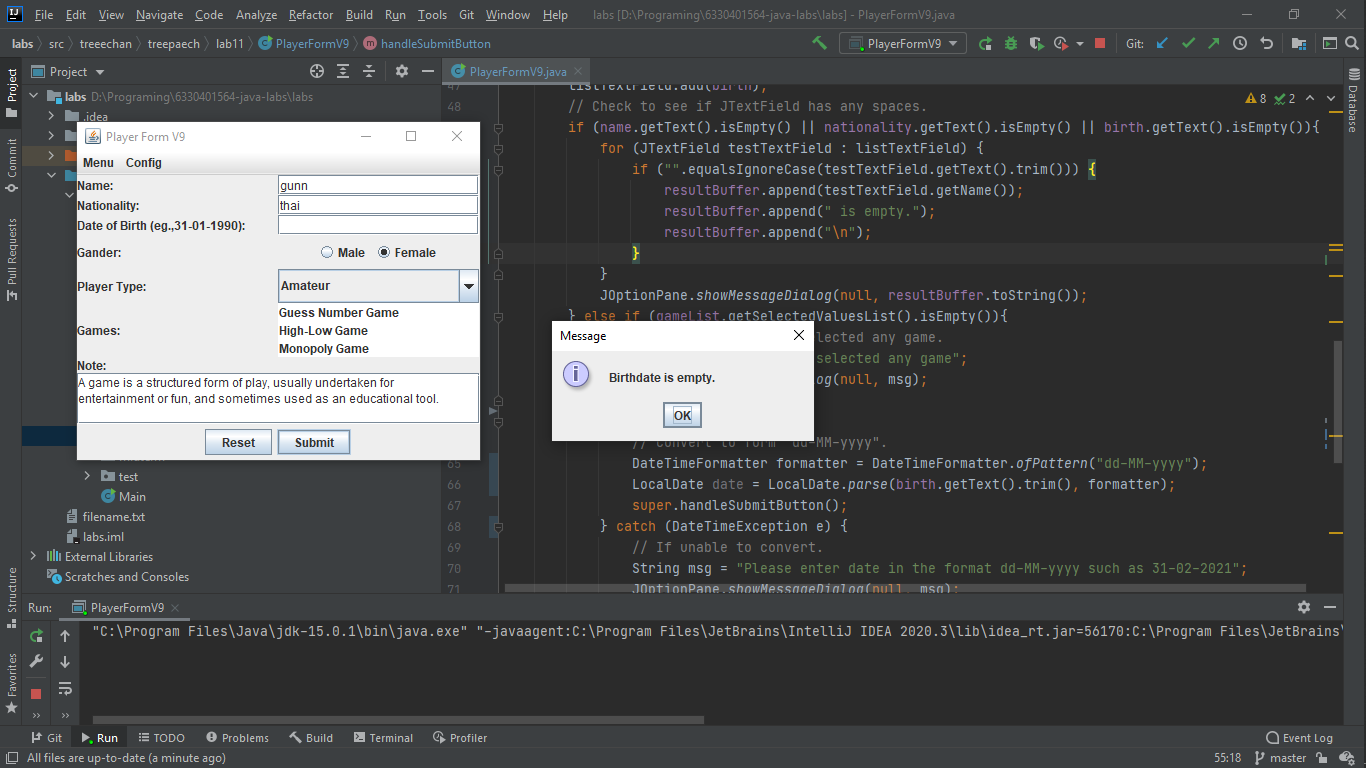 File Edit View Navigate Code Analyze Refactor Build Run Tools Git Window Help labs [D:\Programing\6330401564-java-labs\labs] - PlayerFormV9.java
labs src treeechan treepaech lab11 PlayerFormV9 handleSubmitButton
PlayerFormV9
Git:
Project
PlayerFormV9.java
labs D:\Programing\6330401564-java-labs\labs
.idea
Player Form V9
Menu Config
Name: gunn
Nationality: thai
Date of Birth (eg.,31-01-1990):
Gander: Male Female
Player Type: Amateur
Games:
Guess Number Game
High-Low Game
Monopoly Game
Note:
A game is a structured form of play, usually undertaken for
entertainment or fun, and sometimes used as an educational tool.
Reset Submit
test
Main
filename.txt
labs.iml
External Libraries
Scratches and Consoles
47 listTextField.add(birth);
48 // Check to see if JTextField has any spaces.
if (name.getText().isEmpty() || nationality.getText().isEmpty() || birth.getText().isEmpty()){
for (JTextField testTextField : listTextField) {
if ("".equalsIgnoreCase(testTextField.getText().trim())) {
resultBuffer.append(testTextField.getName());
resultBuffer.append(" is empty.");
resultBuffer.append("\n");
}
}
JOptionPane.showMessageDialog(null, resultBuffer.toString());
} else if (gameList.getSelectedValuesList().isEmpty()){
lected any game.
selected any game";
log(null, msg);
Message
Birthdate is empty.
OK
// Convert to form "dd-MM-yyyy".
65 DateTimeFormatter formatter = DateTimeFormatter.ofPattern("dd-MM-yyyy");
66 LocalDate date = LocalDate.parse(birth.getText().trim(), formatter);
67 super.handleSubmitButton();
68 } catch (DateTimeException e) {
69 // If unable to convert.
70 String msg = "Please enter date in the format dd-MM-yyyy such as 31-02-2021";
71 JOptionPane.showMessageDialog(null, msg);
8 2
Project
Commit
Pull Requests
Structure
Favorites
Database
Run: PlayerFormV9
"C:\Program Files\Java\jdk-15.0.1\bin\java.exe" "-javaagent:C:\Program Files\JetBrains\IntelliJ IDEA 2020.3\lib\idea_rt.jar=56170:C:\Program Files\JetBrains\
Git Run TODO Problems Build Terminal Profiler Event Log
All files are up-to-date (a minute ago) 55:18 master